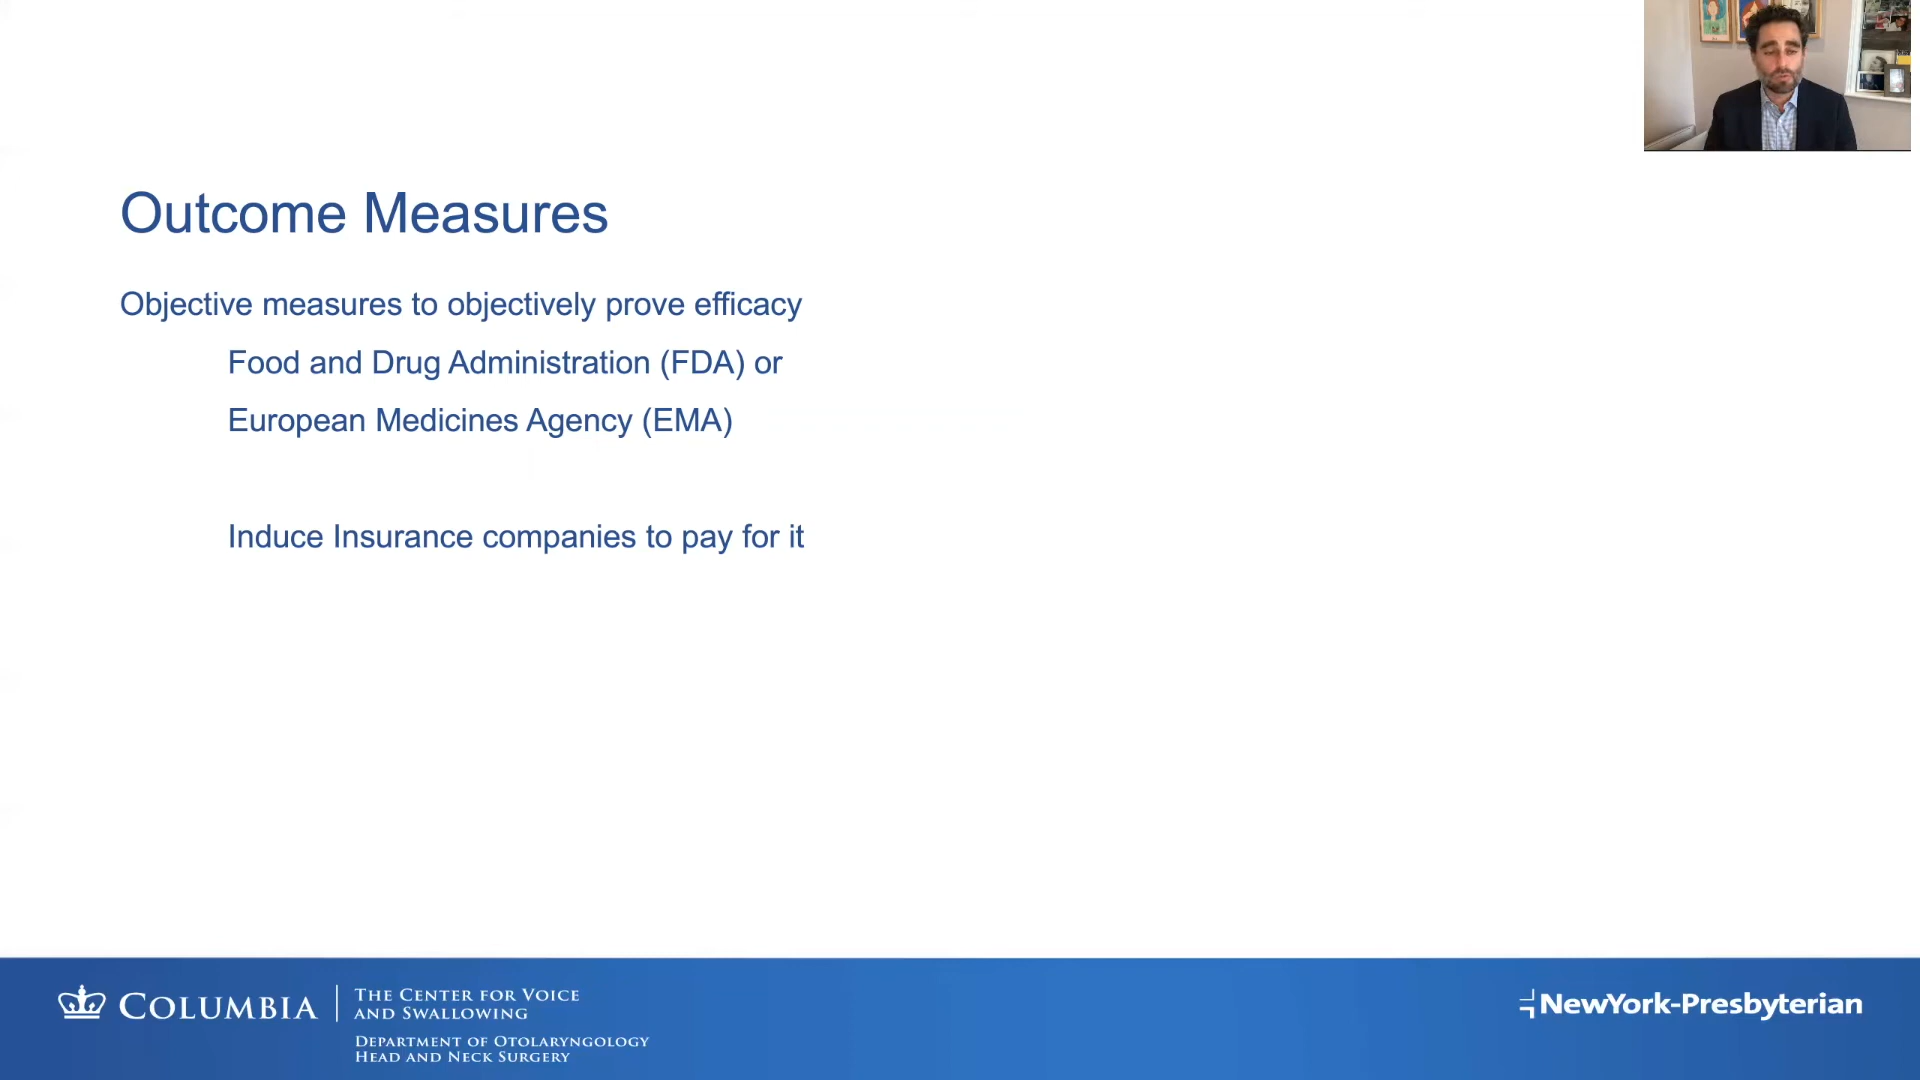 Outcome Measures
Objective measures to objectively prove efficacy
Food and Drug Administration (FDA) or
European Medicines Agency (EMA)
Induce Insurance companies to pay for it
COLUMBIA
THE CENTER FOR VOICE
AND SWALLOWING
DEPARTMENT OF OTOLARYNGOLOGY
HEAD AND NECK SURGERY
NewYork-Presbyterian